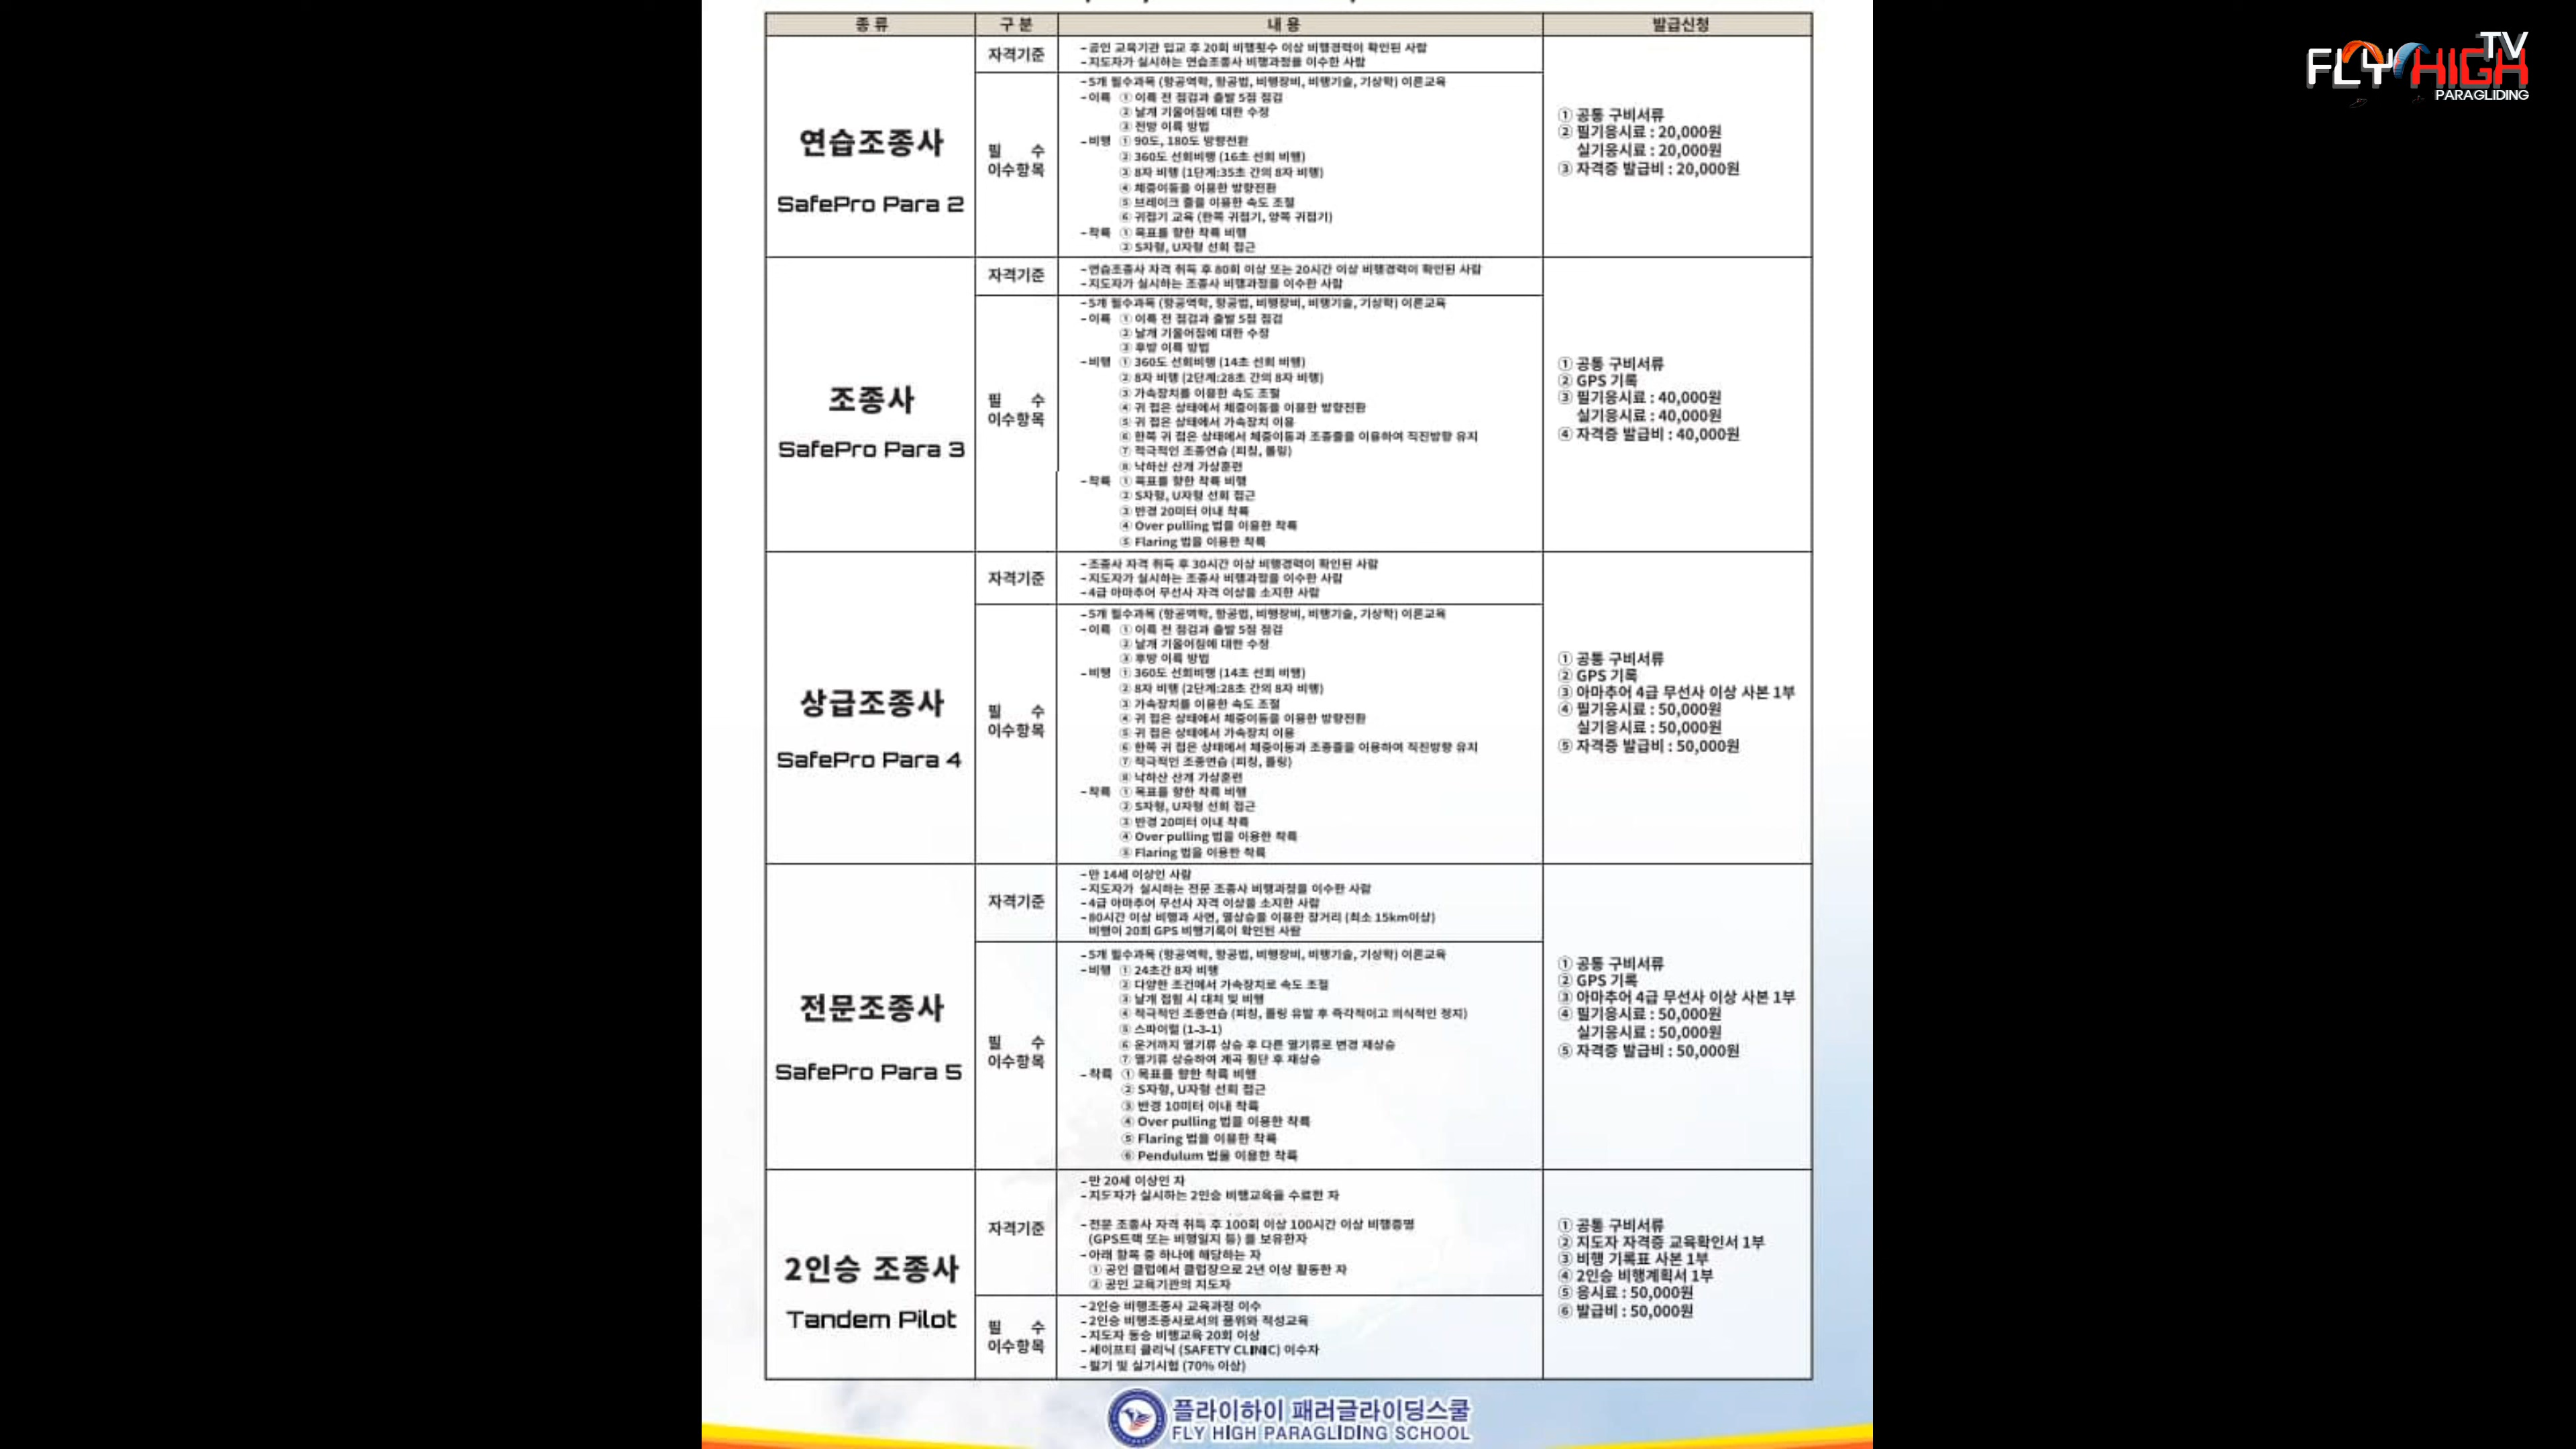 종 류 구 분 내 용 발급신청
연습조종사
SafePro Para 2
자격기준
- 공인 교육기관 입교 후 20회 비행횟수 이상 비행경력이 확인된 사람
- 지도자가 실시하는 연습조종사 비행과정을 이수한 사람
필 수
이수항목
- 5개 필수과목 (항공역학, 항공법, 비행장비, 비행기술, 기상학) 이론교육
- 이륙 ① 이륙 전 점검과 출발 5점 점검
② 날개 기울어짐에 대한 수정
③ 전방 이륙 방법
- 비행 ① 90도, 180도 방향전환
② 360도 선회비행 (16초 선회 비행)
③ 8자 비행 (1단계:35초 간의 8자 비행)
④ 체중이동을 이용한 방향전환
⑤ 브레이크 줄을 이용한 속도 조절
⑥ 귀접기 교육 (한쪽 귀접기, 양쪽 귀접기)
- 착륙 ① 목표를 향한 착륙 비행
② S자형, U자형 선회 접근
① 공통 구비서류
② 필기응시료 : 20,000원
실기응시료 : 20,000원
③ 자격증 발급비 : 20,000원
조종사
SafePro Para 3
자격기준
- 연습조종사 자격 취득 후 80회 이상 또는 20시간 이상 비행경력이 확인된 사람
- 지도자가 실시하는 조종사 비행과정을 이수한 사람
필 수
이수항목
- 5개 필수과목 (항공역학, 항공법, 비행장비, 비행기술, 기상학) 이론교육
- 이륙 ① 이륙 전 점검과 출발 5점 점검
② 날개 기울어짐에 대한 수정
③ 후방 이륙 방법
- 비행 ① 360도 선회비행 (14초 선회 비행)
② 8자 비행 (2단계:28초 간의 8자 비행)
③ 가속장치를 이용한 속도 조절
④ 귀 접은 상태에서 체중이동을 이용한 방향전환
⑤ 귀 접은 상태에서 가속장치 이용
⑥ 한쪽 귀 접은 상태에서 체중이동과 조종줄을 이용하여 직진방향 유지
⑦ 적극적인 조종연습 (피칭, 롤링)
⑧ 낙하산 산개 가상훈련
- 착륙 ① 목표를 향한 착륙 비행
② S자형, U자형 선회 접근
③ 반경 20미터 이내 착륙
④ Over pulling 법을 이용한 착륙
⑤ Flaring 법을 이용한 착륙
① 공통 구비서류
② GPS 기록
③ 필기응시료 : 40,000원
실기응시료 : 40,000원
④ 자격증 발급비 : 40,000원
상급조종사
SafePro Para 4
자격기준
- 조종사 자격 취득 후 30시간 이상 비행경력이 확인된 사람
- 지도자가 실시하는 조종사 비행과정을 이수한 사람
- 4급 아마추어 무선사 자격 이상을 소지한 사람
필 수
이수항목
- 5개 필수과목 (항공역학, 항공법, 비행장비, 비행기술, 기상학) 이론교육
- 이륙 ① 이륙 전 점검과 출발 5점 점검
② 날개 기울어짐에 대한 수정
③ 후방 이륙 방법
- 비행 ① 360도 선회비행 (14초 선회 비행)
② 8자 비행 (2단계:28초 간의 8자 비행)
③ 가속장치를 이용한 속도 조절
④ 귀 접은 상태에서 체중이동을 이용한 방향전환
⑤ 귀 접은 상태에서 가속장치 이용
⑥ 한쪽 귀 접은 상태에서 체중이동과 조종줄을 이용하여 직진방향 유지
⑦ 적극적인 조종연습 (피칭, 롤링)
⑧ 낙하산 산개 가상훈련
- 착륙 ① 목표를 향한 착륙 비행
② S자형, U자형 선회 접근
③ 반경 20미터 이내 착륙
④ Over pulling 법을 이용한 착륙
⑤ Flaring 법을 이용한 착륙
① 공통 구비서류
② GPS 기록
③ 아마추어 4급 무선사 이상 사본 1부
④ 필기응시료 : 50,000원
실기응시료 : 50,000원
⑤ 자격증 발급비 : 50,000원
전문조종사
SafePro Para 5
자격기준
- 만 14세 이상인 사람
- 지도자가 실시하는 전문 조종사 비행과정을 이수한 사람
- 4급 아마추어 무선사 자격 이상을 소지한 사람
- 80시간 이상 비행과 사면, 열상승을 이용한 장거리 (최소 15km이상)
비행이 20회 GPS 비행기록이 확인된 사람
필 수
이수항목
- 5개 필수과목 (항공역학, 항공법, 비행장비, 비행기술, 기상학) 이론교육
- 비행 ① 24초간 8자 비행
② 다양한 조건에서 가속장치로 속도 조절
③ 날개 접힘 시 대처 및 비행
④ 적극적인 조종연습 (피칭, 롤링 유발 후 즉각적이고 의식적인 정지)
⑤ 스파이럴 (1-3-1)
⑥ 운저까지 열기류 상승 후 다른 열기류로 변경 재상승
⑦ 열기류 상승하여 계곡 횡단 후 재상승
- 착륙 ① 목표를 향한 착륙 비행
② S자형, U자형 선회 접근
③ 반경 10미터 이내 착륙
④ Over pulling 법을 이용한 착륙
⑤ Flaring 법을 이용한 착륙
⑥ Pendulum 법을 이용한 착륙
① 공통 구비서류
② GPS 기록
③ 아마추어 4급 무선사 이상 사본 1부
④ 필기응시료 : 50,000원
실기응시료 : 50,000원
⑤ 자격증 발급비 : 50,000원
2인승 조종사
Tandem Pilot
자격기준
- 만 20세 이상인 자
- 지도자가 실시하는 2인승 비행교육을 수료한 자
- 전문 조종사 자격 취득 후 100회 이상 100시간 이상 비행증명
(GPS트랙 또는 비행일지 등) 를 보유한자
- 아래 항목 중 하나에 해당하는 자
① 공인 클럽에서 클럽장으로 2년 이상 활동한 자
② 공인 교육기관의 지도자
필 수
이수항목
- 2인승 비행조종사 교육과정 이수
- 2인승 비행조종사로서의 품위와 적성교육
- 지도자 동승 비행교육 20회 이상
- 세이프티 클리닉 (SAFETY CLINIC) 이수자
- 필기 및 실기시험 (70% 이상)
① 공통 구비서류
② 지도자 자격증 교육확인서 1부
③ 비행 기록표 사본 1부
④ 2인승 비행계획서 1부
⑤ 응시료 : 50,000원
⑥ 발급비 : 50,000원
플라이하이 패러글라이딩스쿨
FLY HIGH PARAGLIDING SCHOOL
FLY HIGH TV
PARAGLIDING